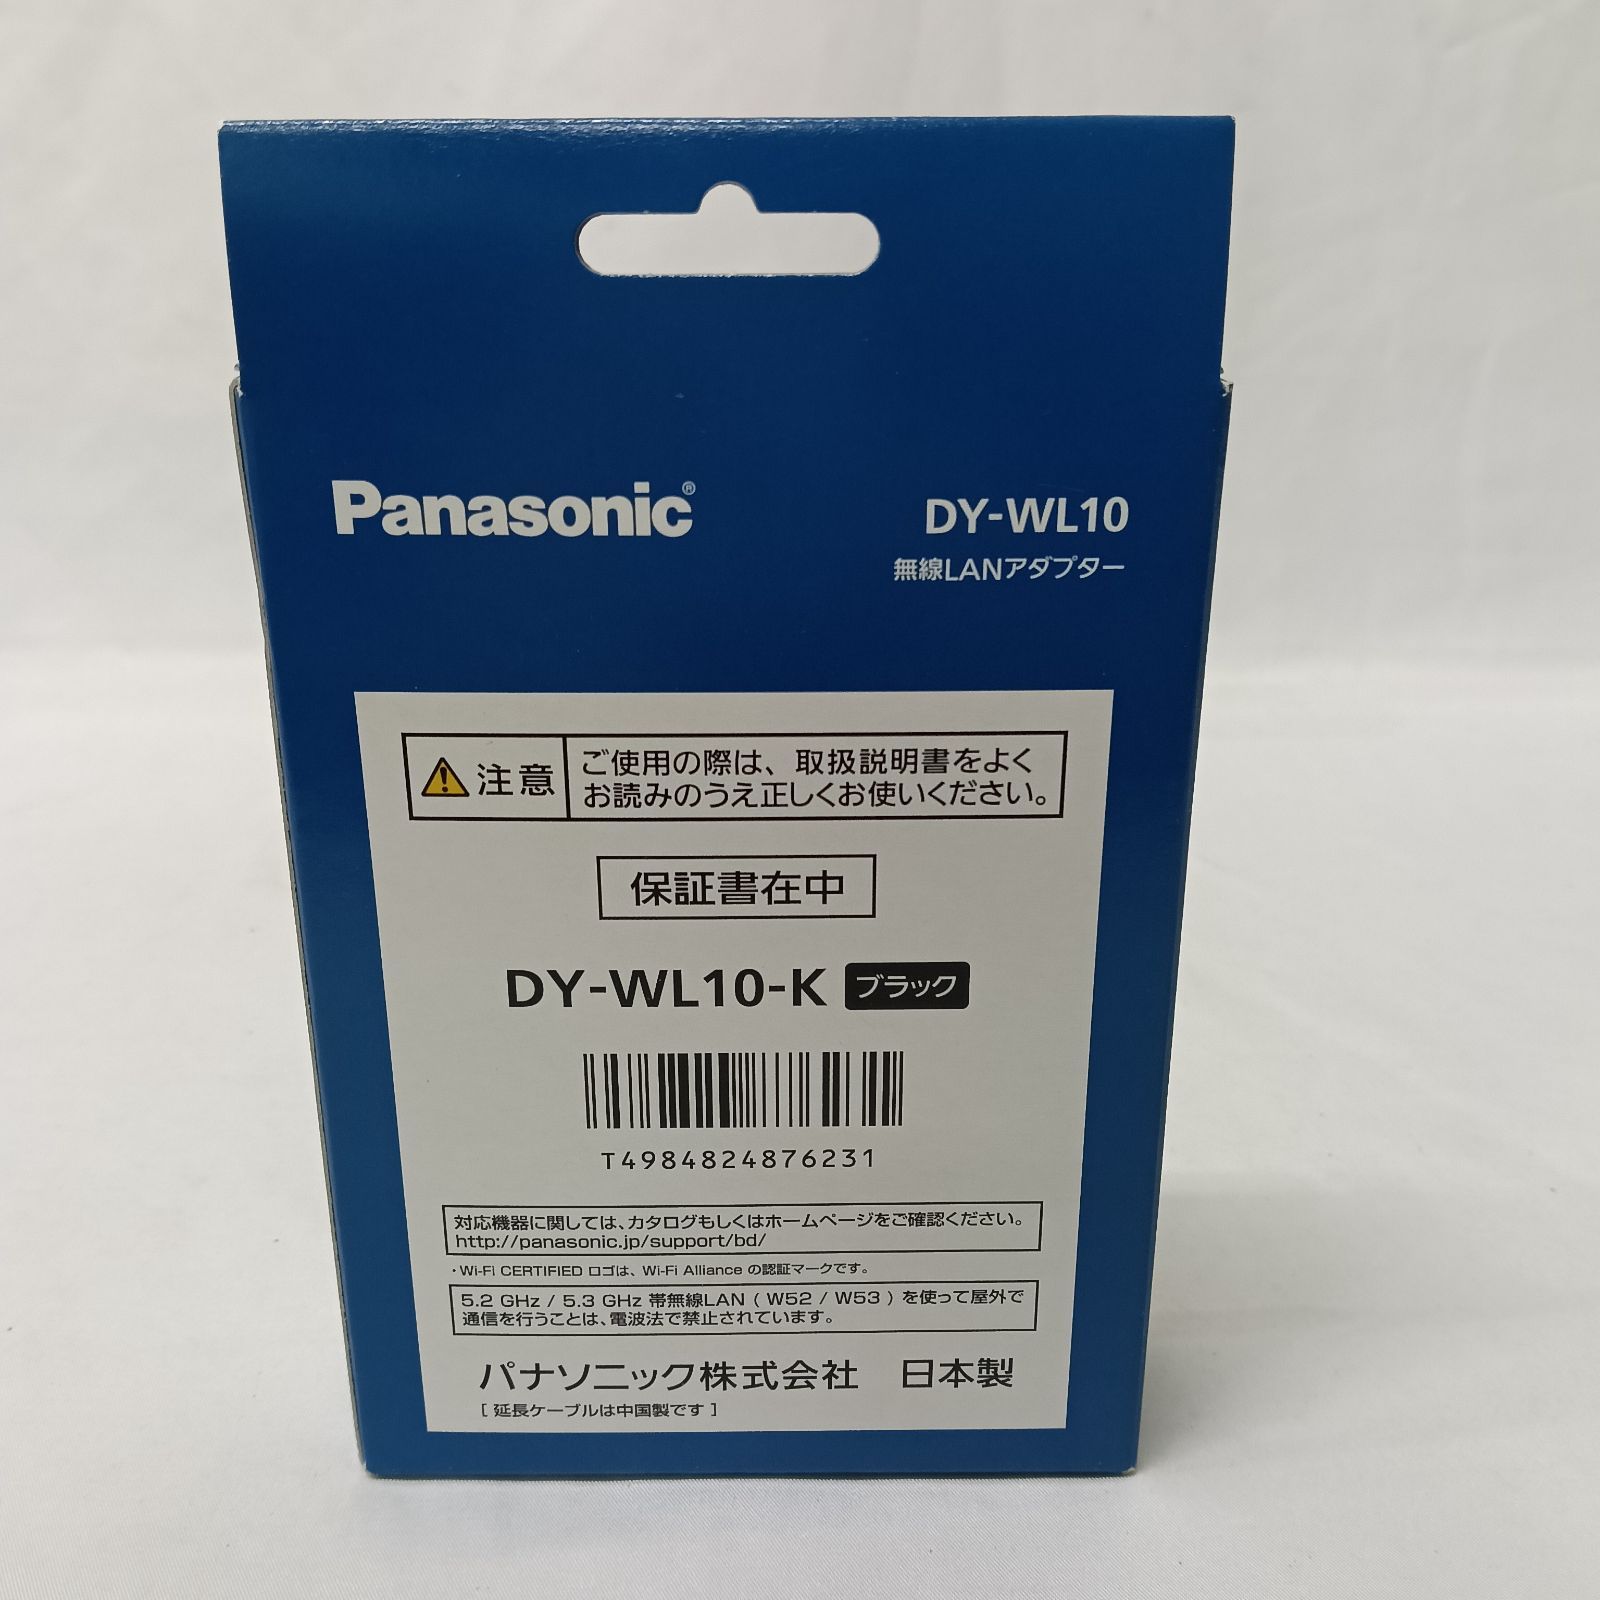 Panasonic®
DY-WL10
無線LANアダプター
注意
ご使用の際は、取扱説明書をよく
お読みのうえ正しくお使いください。
保証書在中
DY-WL10-K ブラック
T4984824876231
対応機器に関しては、カタログもしくはホームページをご確認ください。
http://panasonic.jp/support/bd/
・Wi-Fi CERTIFIED ロゴは、Wi-Fi Alliance の認証マークです。
5.2 GHz / 5.3 GHz 帯無線LAN ( W52 / W53 ) を使って屋外で
通信を行うことは、電波法で禁止されています。
パナソニック株式会社 日本製
[ 延長ケーブルは中国製です ]